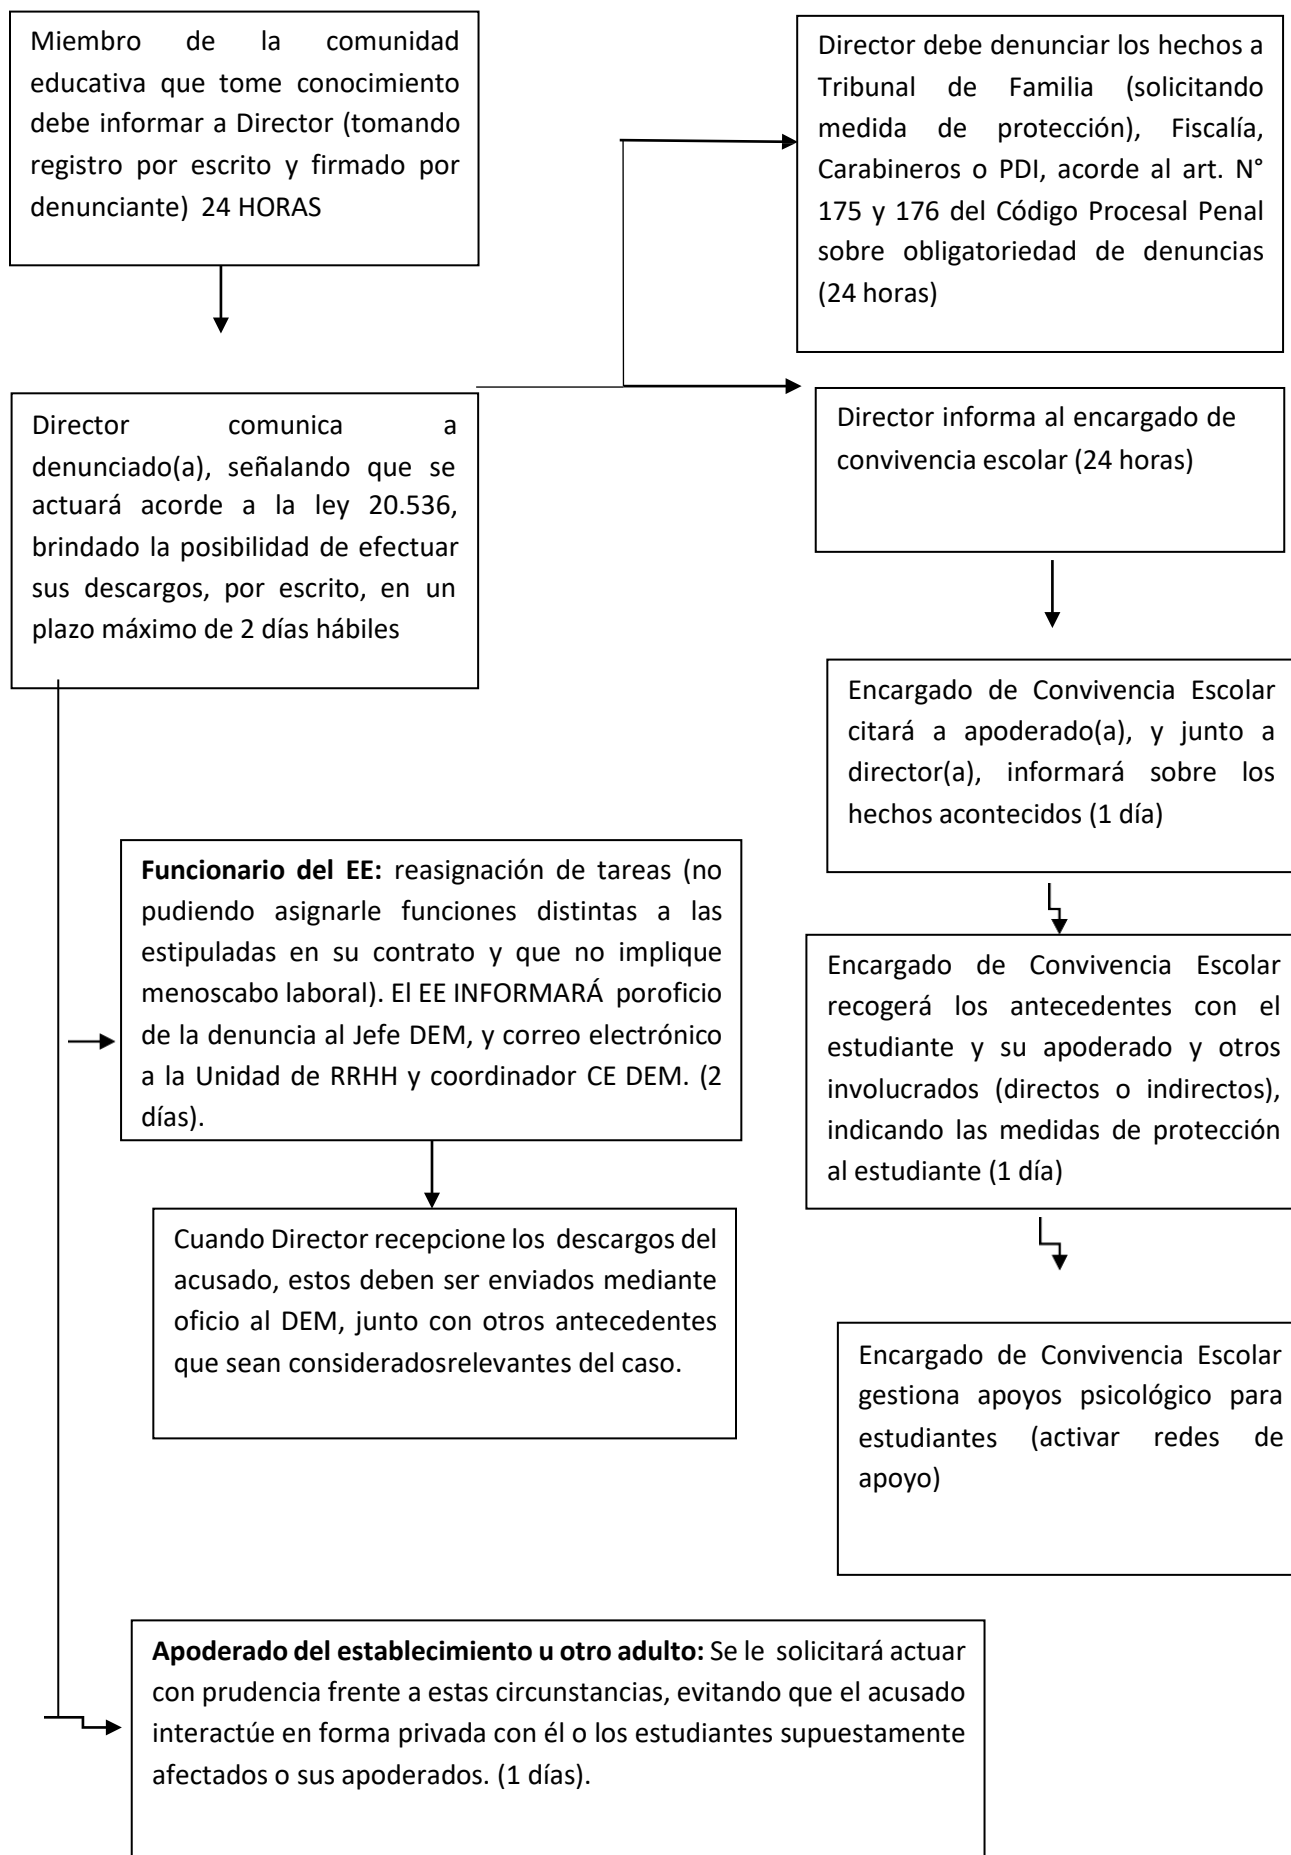 Miembro de la comunidad
educativa que tome conocimiento
debe informar a Director (tomando
registro por escrito y firmado por
denunciante) 24 HORAS
Director debe denunciar los hechos a
Tribunal de Familia (solicitando
medida de protección), Fiscalía,
Carabineros o PDI, acorde al art. N°
175 y 176 del Código Procesal Penal
sobre obligatoriedad de denuncias
(24 horas)
Director comunica a
denunciado(a), señalando que se
actuará acorde a la ley 20.536,
brindado la posibilidad de efectuar
sus descargos, por escrito, en un
plazo máximo de 2 días hábiles
Director informa al encargado de
convivencia escolar (24 horas)
Encargado de Convivencia Escolar
citará a apoderado(a), y junto a
director(a), informará sobre los
hechos acontecidos (1 día)
Funcionario del EE: reasignación de tareas (no
pudiendo asignarle funciones distintas a las
estipuladas en su contrato y que no implique
menoscabo laboral). El EE INFORMARÁ poroficio
de la denuncia al Jefe DEM, y correo electrónico
a la Unidad de RRHH y coordinador CE DEM. (2
días).
Encargado de Convivencia Escolar
recogerá los antecedentes con el
estudiante y su apoderado y otros
involucrados (directos o indirectos),
indicando las medidas de protección
al estudiante (1 día)
Cuando Director recepcione los descargos del
acusado, estos deben ser enviados mediante
oficio al DEM, junto con otros antecedentes
que sean consideradosrelevantes del caso.
Encargado de Convivencia Escolar
gestiona apoyos psicológico para
estudiantes (activar redes de
apoyo)
Apoderado del establecimiento u otro adulto: Se le solicitará actuar
con prudencia frente a estas circunstancias, evitando que el acusado
interactúe en forma privada con él o los estudiantes supuestamente
afectados o sus apoderados. (1 días).